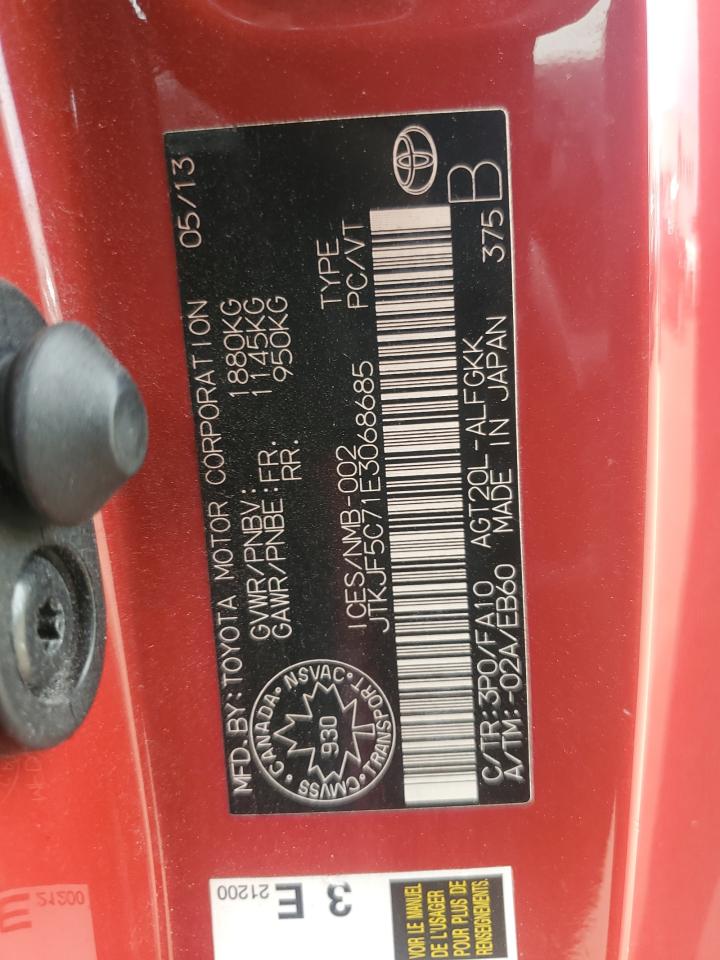 MFD. BY: TOYOTA MOTOR CORPORATION 05/13
GVWR/PNBV: 1880KG
GAWR/PNBE: FR. 1145KG
RR. 950KG
CANADA • NSVAC • TRANSPORT • CMVSS •
930
ICES/NMB-002 TYPE
JTKJF5C71E3068685 PC/VT
C/TR: 3P0/FA10 AGT20L-ALFGKK 375
A/TM: -02A/EB60 MADE IN JAPAN
B
21200
3E
VOIR LE MANUEL
DE L'USAGER
POUR PLUS DE
RENSEIGNEMENTS.